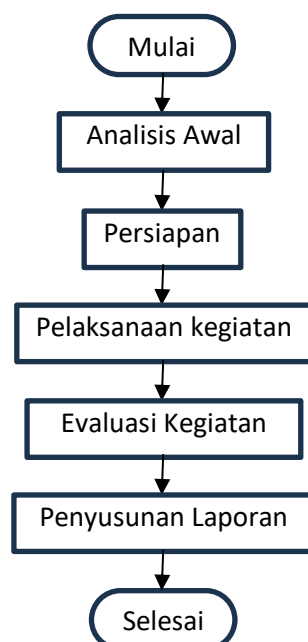 Mulai
Analisis Awal
Persiapan
Pelaksanaan kegiatan
Evaluasi Kegiatan
Penyusunan Laporan
Selesai